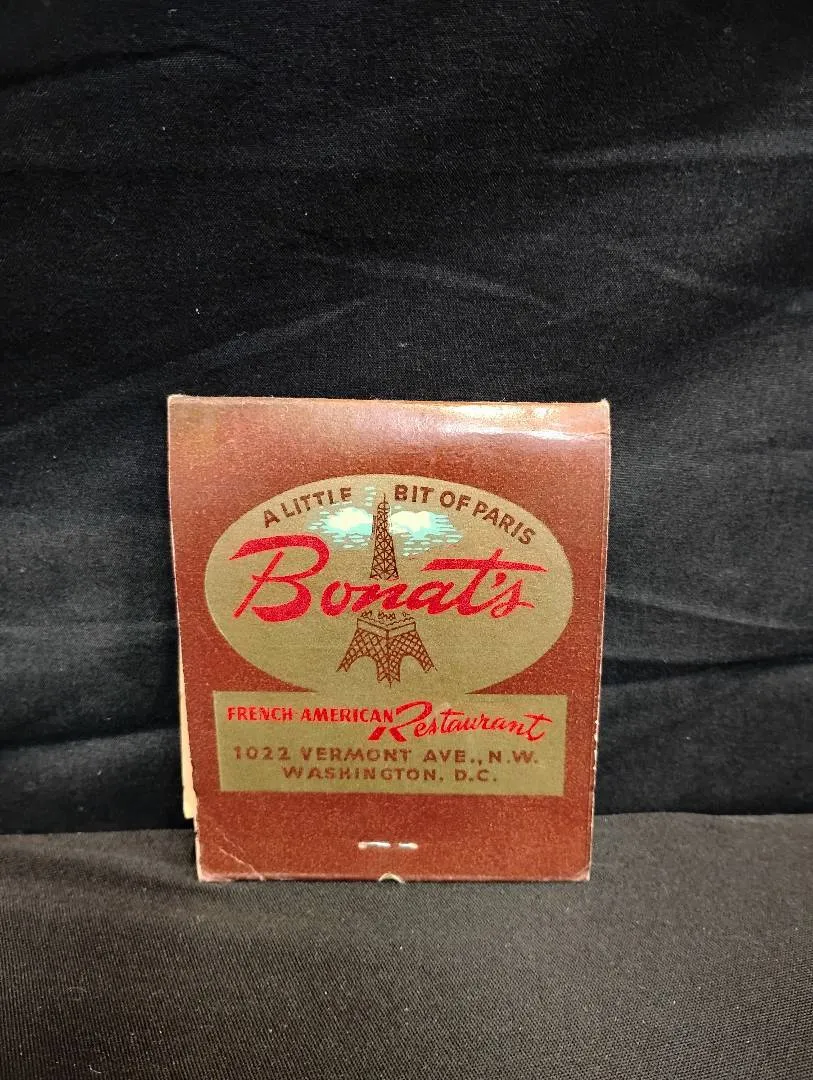 A LITTLE BIT OF PARIS
Bonat's
FRENCH-AMERICAN Restaurant
1022 VERMONT AVE., N.W.
WASHINGTON, D.C.